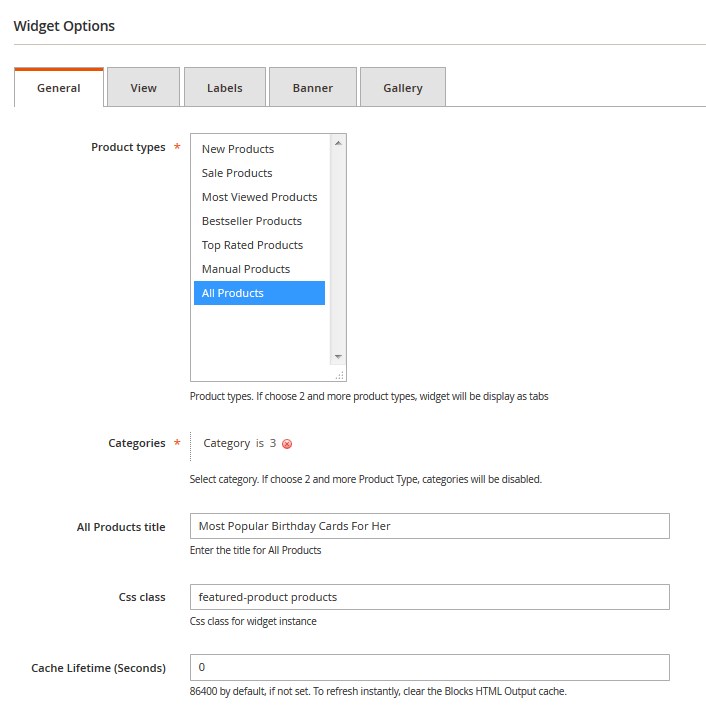 Widget Options
General
View
Labels
Banner
Gallery
Product types *
New Products
Sale Products
Most Viewed Products
Bestseller Products
Top Rated Products
Manual Products
All Products
Product types. If choose 2 and more product types, widget will be display as tabs
Categories *
Category is 3
Select category. If choose 2 and more Product Type, categories will be disabled.
All Products title
Most Popular Birthday Cards For Her
Enter the title for All Products
Css class
featured-product products
Css class for widget instance
Cache Lifetime (Seconds)
0
86400 by default, if not set. To refresh instantly, clear the Blocks HTML Output cache.